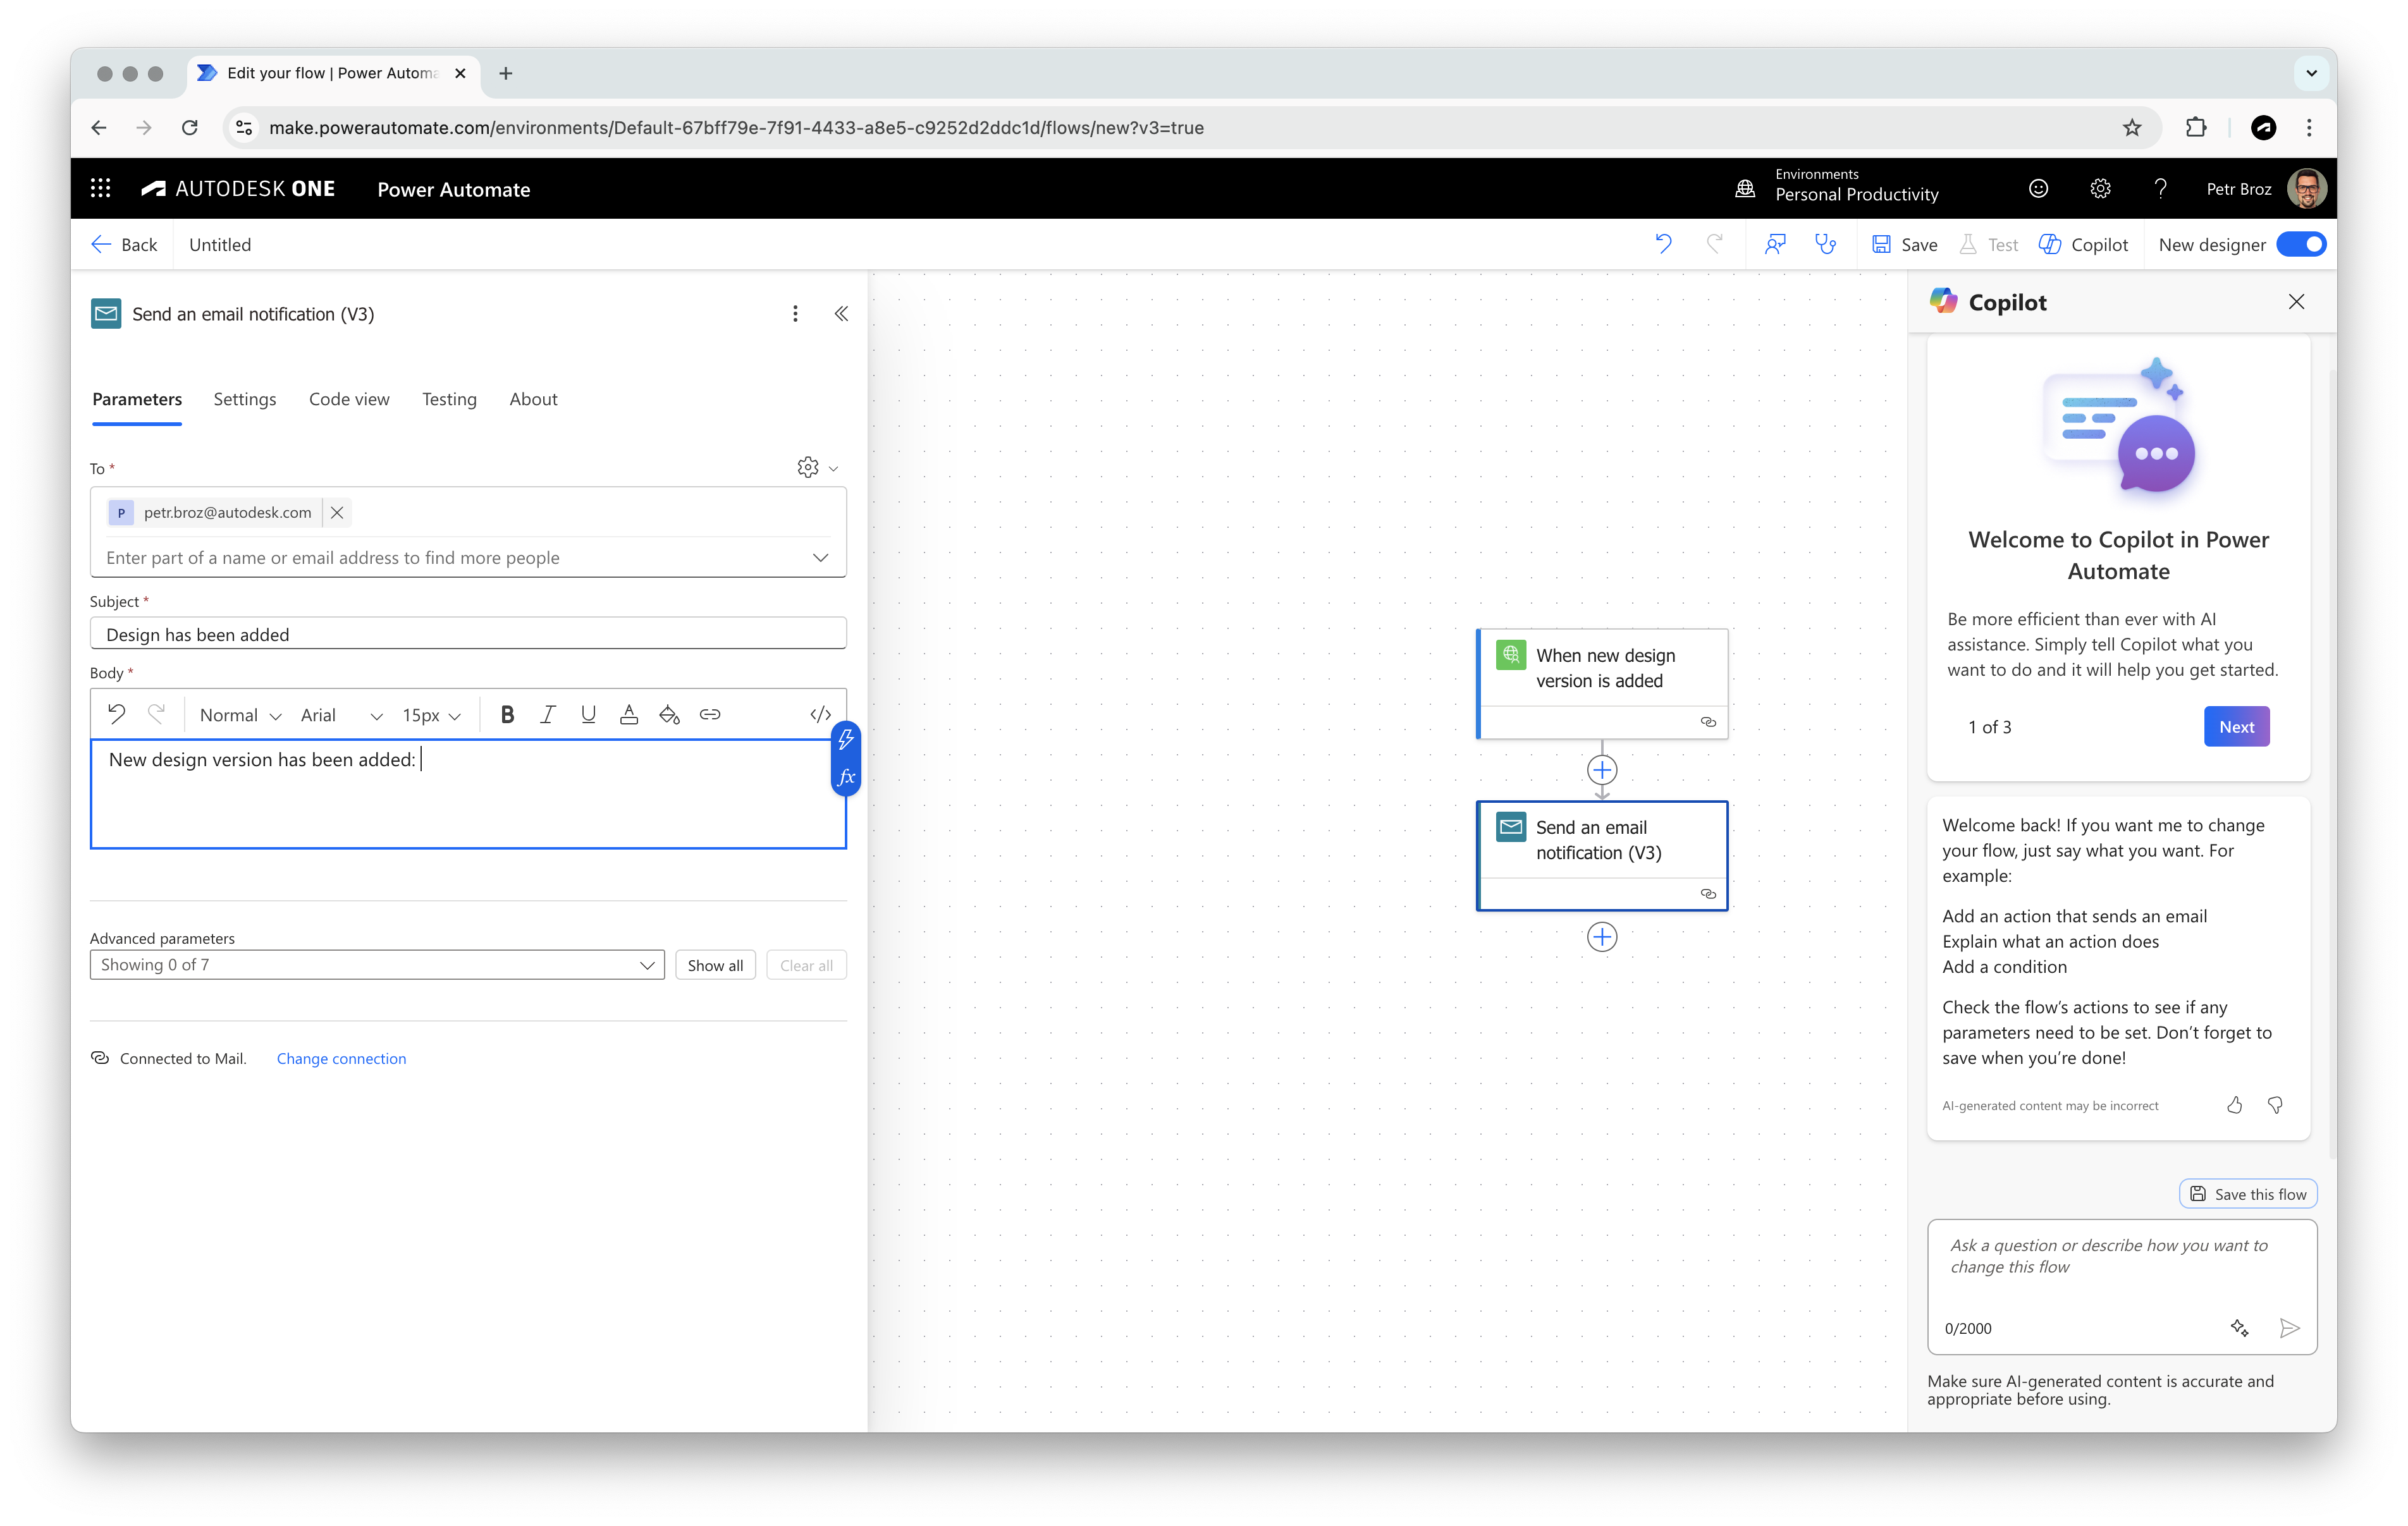 Edit your flow | Power Automa
make.powerautomate.com/environments/Default-67bff79e-7f91-4433-a8e5-c9252d2ddc1d/flows/new?v3=true
AUTODESK ONE
Power Automate
Environments
Personal Productivity
Petr Broz
Back
Untitled
Save
Test
Copilot
New designer
Send an email notification (V3)
Parameters
Settings
Code view
Testing
About
To *
P
petr.broz@autodesk.com
Enter part of a name or email address to find more people
Subject *
Design has been added
Body *
Normal
Arial
15px
B
I
U
A
</>
New design version has been added:
fx
Advanced parameters
Showing 0 of 7
Show all
Clear all
Connected to Mail.
Change connection
When new design
version is added
Send an email
notification (V3)
Copilot
Welcome to Copilot in Power
Automate
Be more efficient than ever with AI
assistance. Simply tell Copilot what you
want to do and it will help you get started.
1 of 3
Next
Welcome back! If you want me to change
your flow, just say what you want. For
example:
Add an action that sends an email
Explain what an action does
Add a condition
Check the flow’s actions to see if any
parameters need to be set. Don’t forget to
save when you’re done!
AI-generated content may be incorrect
Save this flow
Ask a question or describe how you want to
change this flow
0/2000
Make sure AI-generated content is accurate and
appropriate before using.